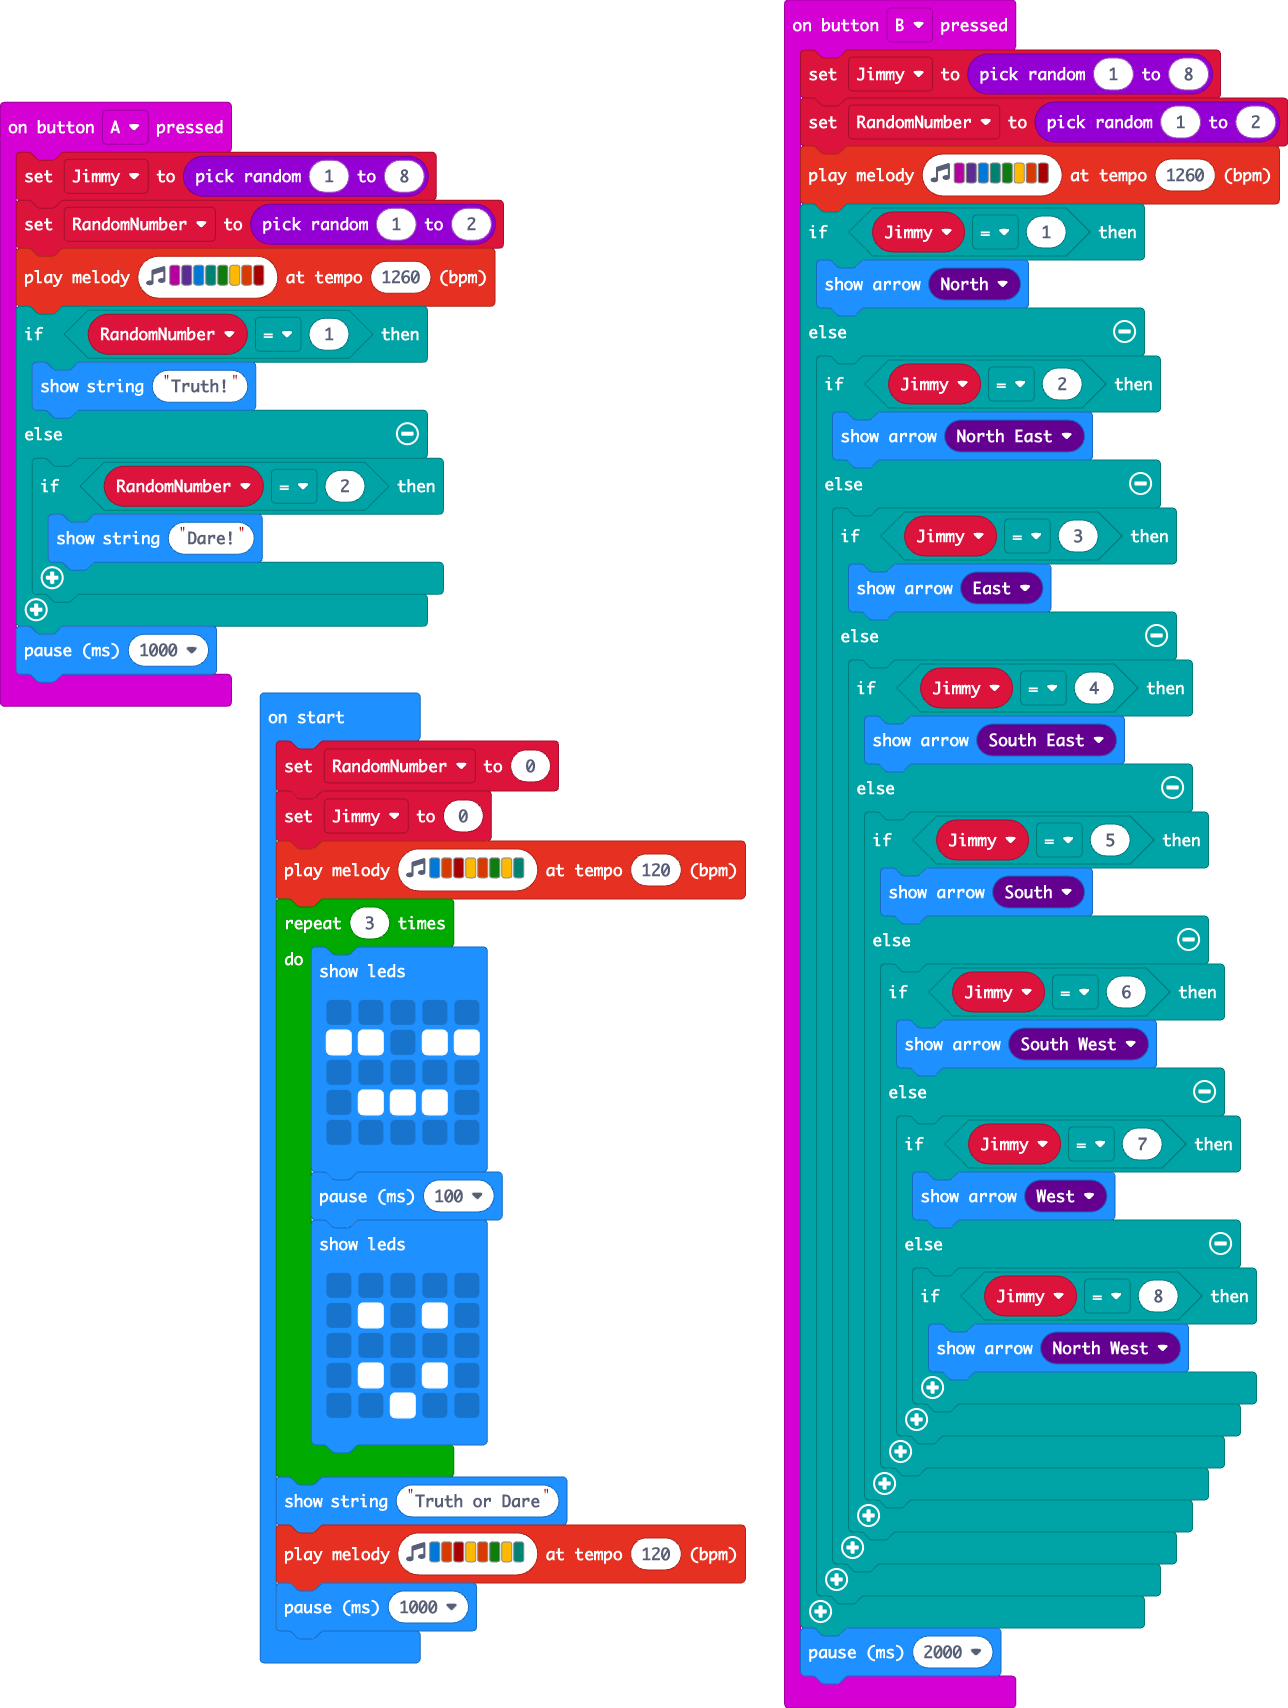 on button A pressed
set Jimmy to pick random 1 to 8
set RandomNumber to pick random 1 to 2
play melody at tempo 1260 (bpm)
if RandomNumber = 1 then
show string "Truth!"
else
if RandomNumber = 2 then
show string "Dare!"
pause (ms) 1000
on start
set RandomNumber to 0
set Jimmy to 0
play melody at tempo 120 (bpm)
repeat 3 times
do
show leds
pause (ms) 100
show leds
show string "Truth or Dare"
play melody at tempo 120 (bpm)
pause (ms) 1000
on button B pressed
set Jimmy to pick random 1 to 8
set RandomNumber to pick random 1 to 2
play melody at tempo 1260 (bpm)
if Jimmy = 1 then
show arrow North
else
if Jimmy = 2 then
show arrow North East
else
if Jimmy = 3 then
show arrow East
else
if Jimmy = 4 then
show arrow South East
else
if Jimmy = 5 then
show arrow South
else
if Jimmy = 6 then
show arrow South West
else
if Jimmy = 7 then
show arrow West
else
if Jimmy = 8 then
show arrow North West
pause (ms) 2000